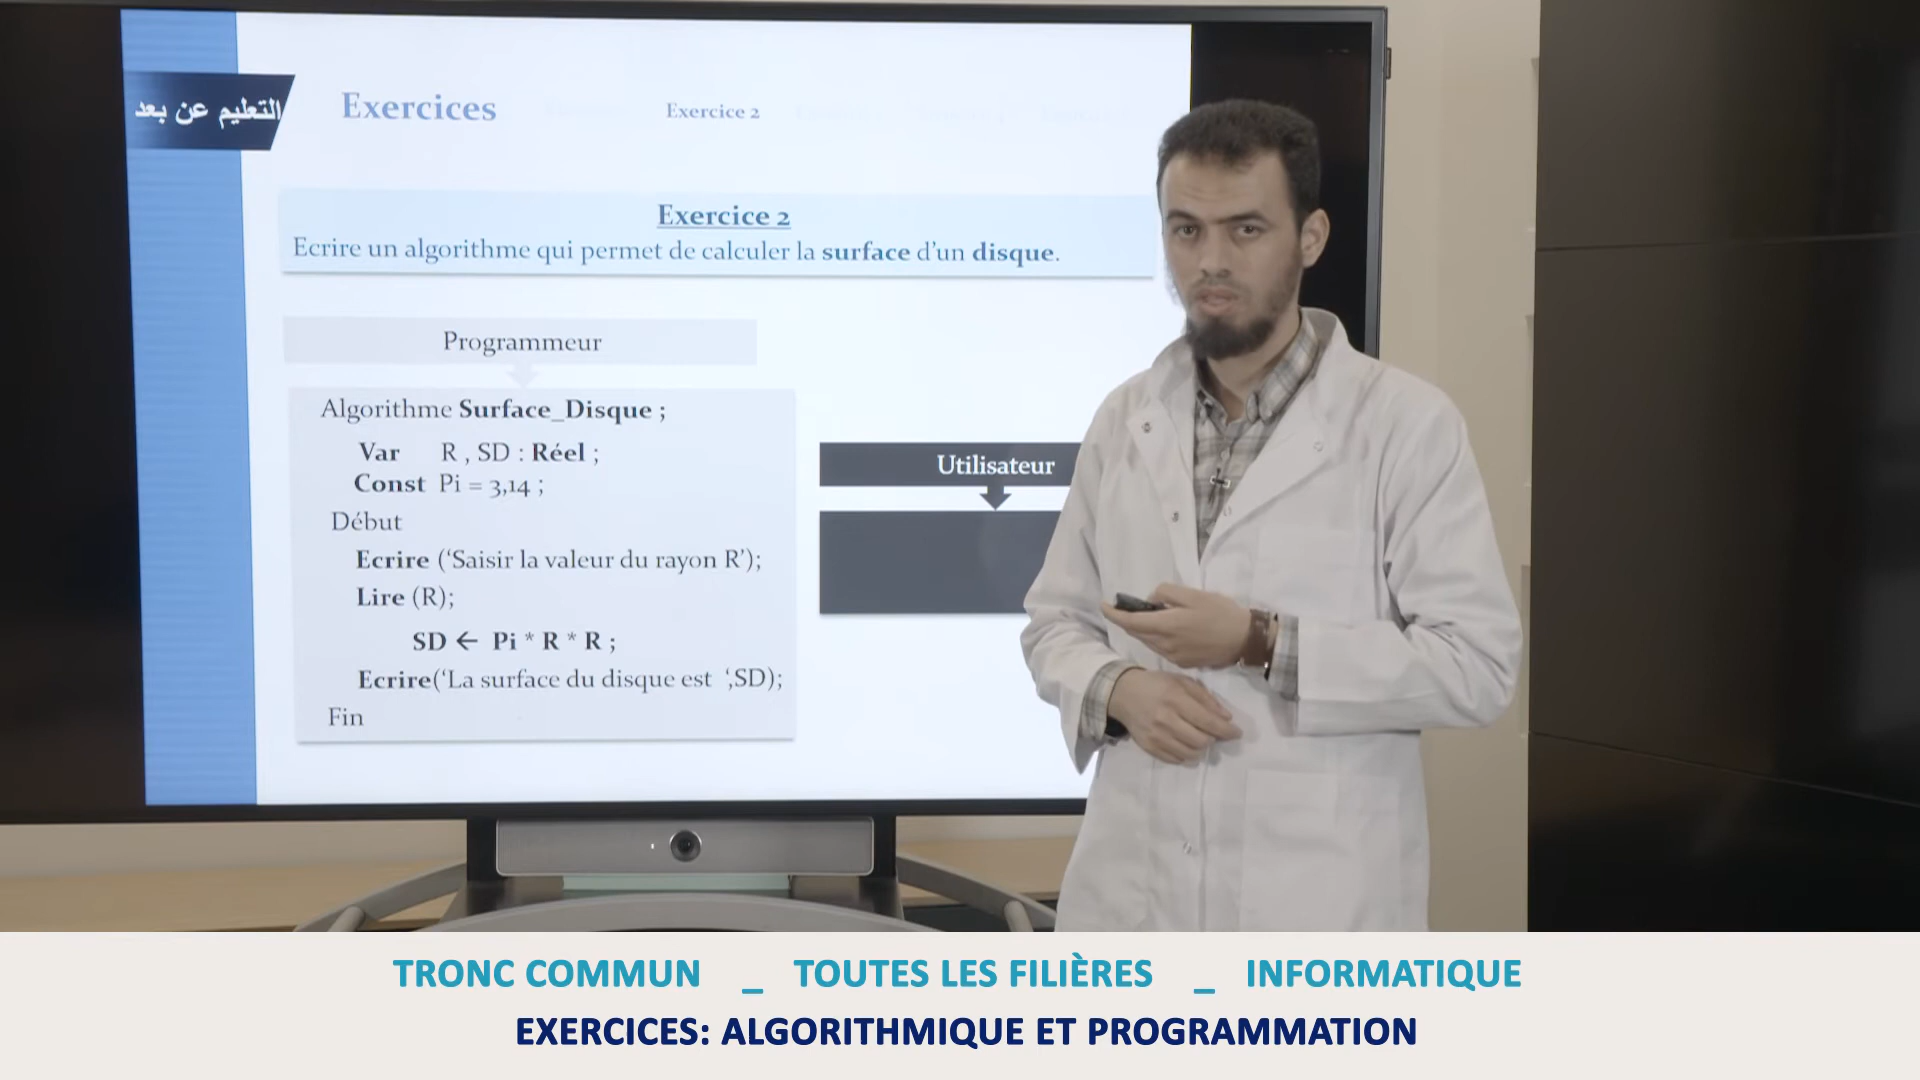 التعليم عن بعد
Exercices
Exercice 2
Exercice 2
Ecrire un algorithme qui permet de calculer la surface d'un disque.
Programmeur
Algorithme Surface_Disque ;
Var R , SD : Réel ;
Const Pi = 3,14 ;
Début
Ecrire (‘Saisir la valeur du rayon R’);
Lire (R);
SD ← Pi * R * R ;
Ecrire(‘La surface du disque est ‘,SD);
Fin
Utilisateur
TRONC COMMUN _ TOUTES LES FILIÈRES _ INFORMATIQUE
EXERCICES: ALGORITHMIQUE ET PROGRAMMATION